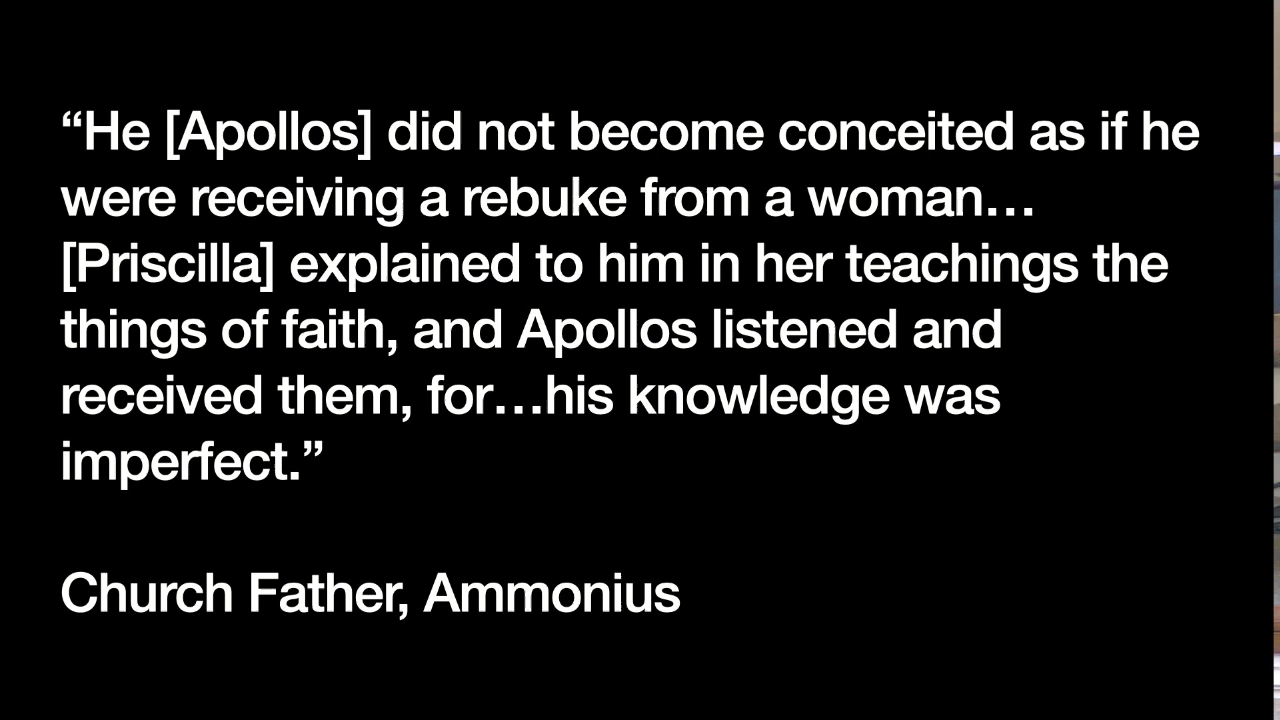 “He [Apollos] did not become conceited as if he
were receiving a rebuke from a woman…
[Priscilla] explained to him in her teachings the
things of faith, and Apollos listened and
received them, for…his knowledge was
imperfect.”
Church Father, Ammonius